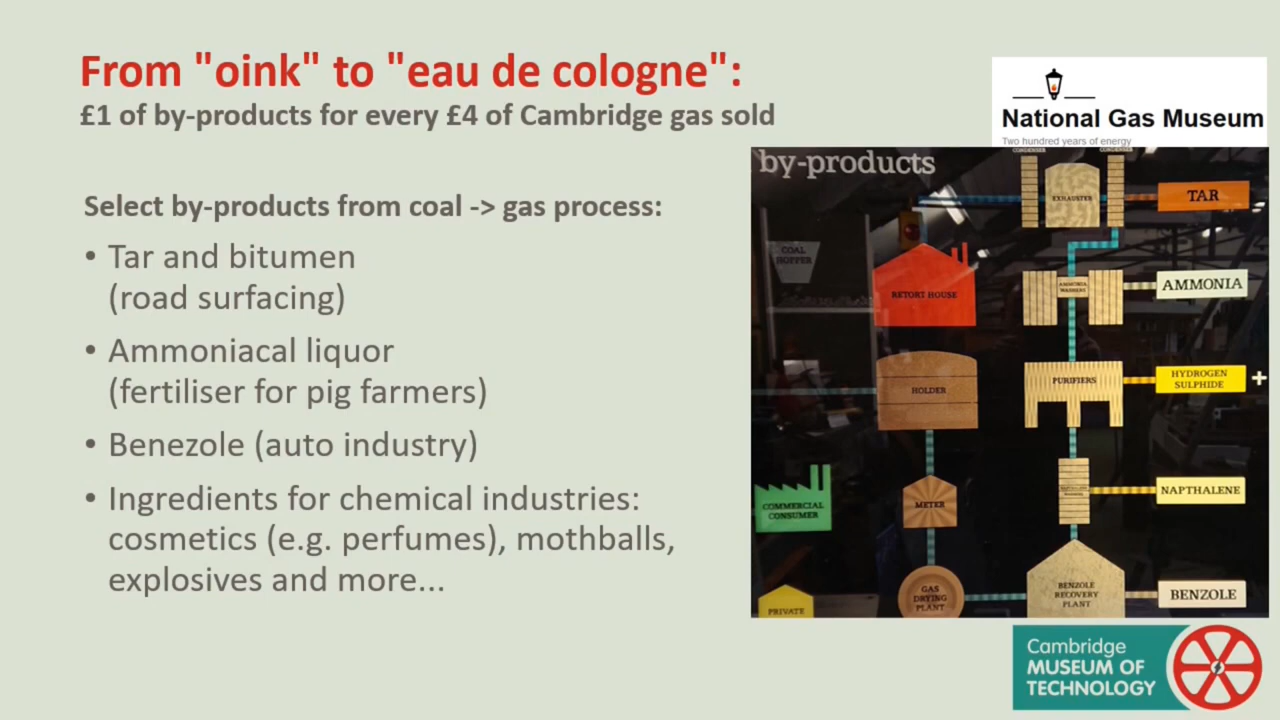 From "oink" to "eau de cologne":
£1 of by-products for every £4 of Cambridge gas sold
Select by-products from coal -> gas process:
• Tar and bitumen
(road surfacing)
• Ammoniacal liquor
(fertiliser for pig farmers)
• Benezole (auto industry)
• Ingredients for chemical industries:
cosmetics (e.g. perfumes), mothballs,
explosives and more...
National Gas Museum
Two hundred years of energy
by-products
CONDENSER
CONDENSER
EXHAUSTER
TAR
COAL
HOPPER
RETORT HOUSE
AMMONIA
WASHERS
AMMONIA
HOLDER
PURIFIERS
HYDROGEN
SULPHIDE
+
COMMERCIAL
CONSUMER
METER
NAPTHALENE
PRIVATE
GAS
DRYING
PLANT
BENZOLE
RECOVERY
PLANT
BENZOLE
Cambridge
MUSEUM OF
TECHNOLOGY